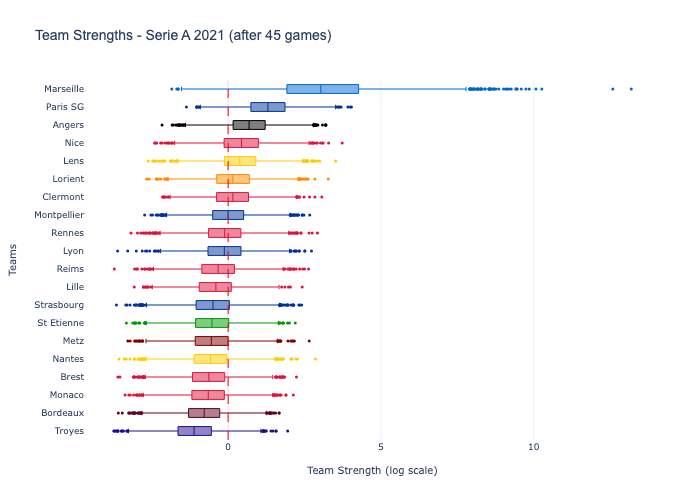 Team Strengths - Serie A 2021 (after 45 games)
Marseille
Paris SG
Angers
Nice
Lens
Lorient
Clermont
Montpellier
Rennes
Lyon
Reims
Lille
Strasbourg
St Etienne
Metz
Nantes
Brest
Monaco
Bordeaux
Troyes
Teams
0 5 10
Team Strength (log scale)